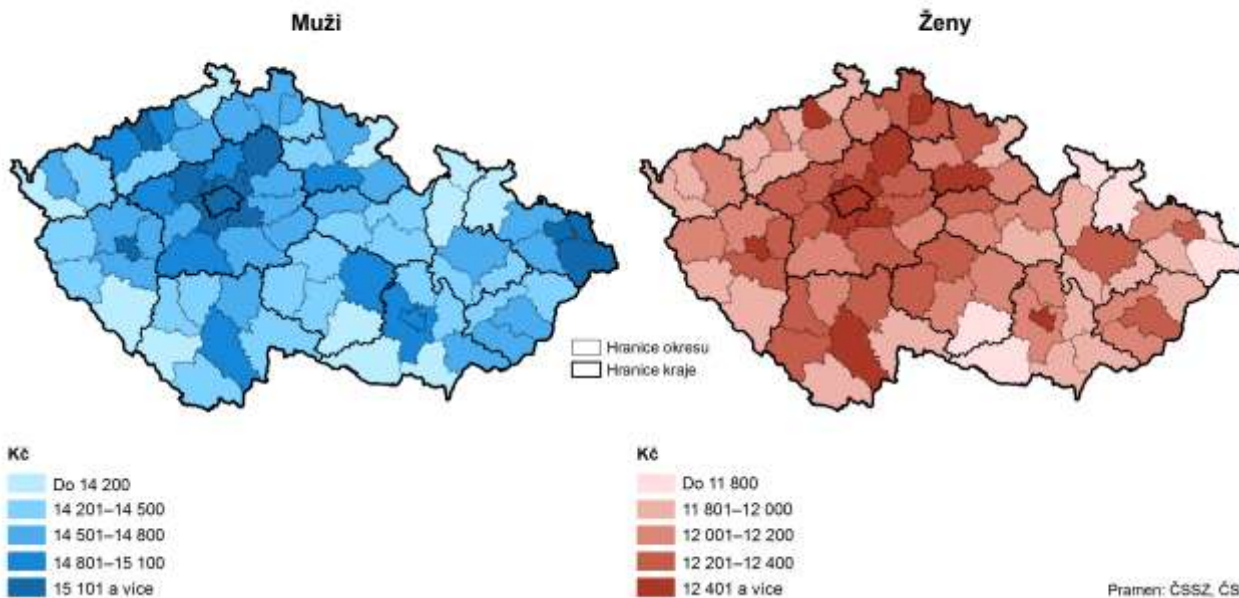 Muži
Ženy
Hranice okresu
Hranice kraje
Kč
Do 14 200
14 201–14 500
14 501–14 800
14 801–15 100
15 101 a více
Kč
Do 11 800
11 801–12 000
12 001–12 200
12 201–12 400
12 401 a více
Pramen: ČSSZ, ČS